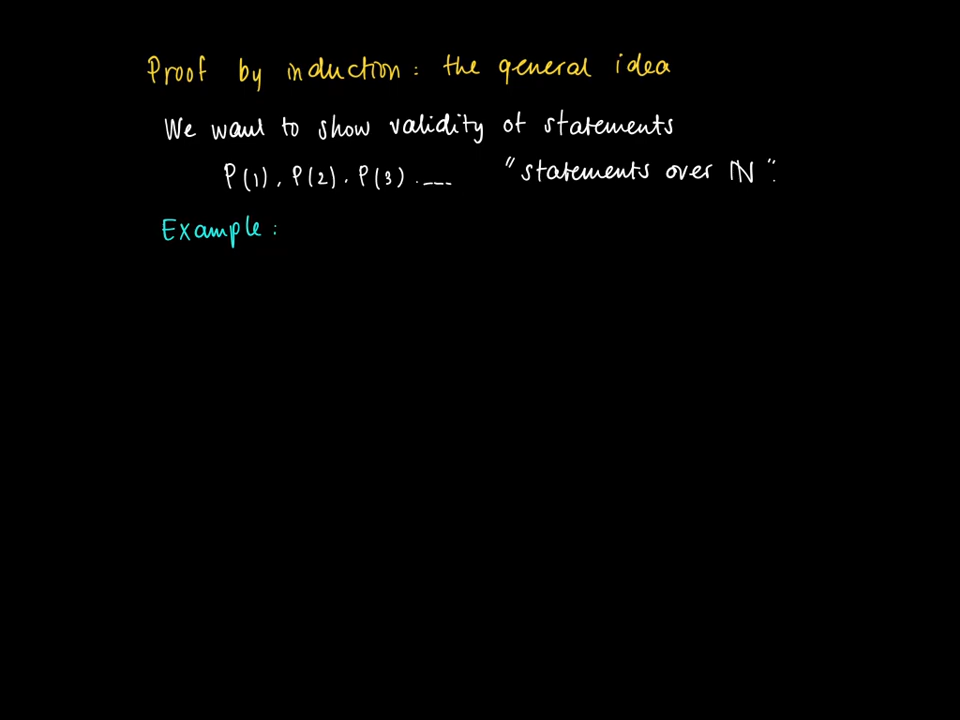 Proof by induction: the general idea
We want to show validity of statements
P(1), P(2), P(3), ... "statements over ℕ".
Example: